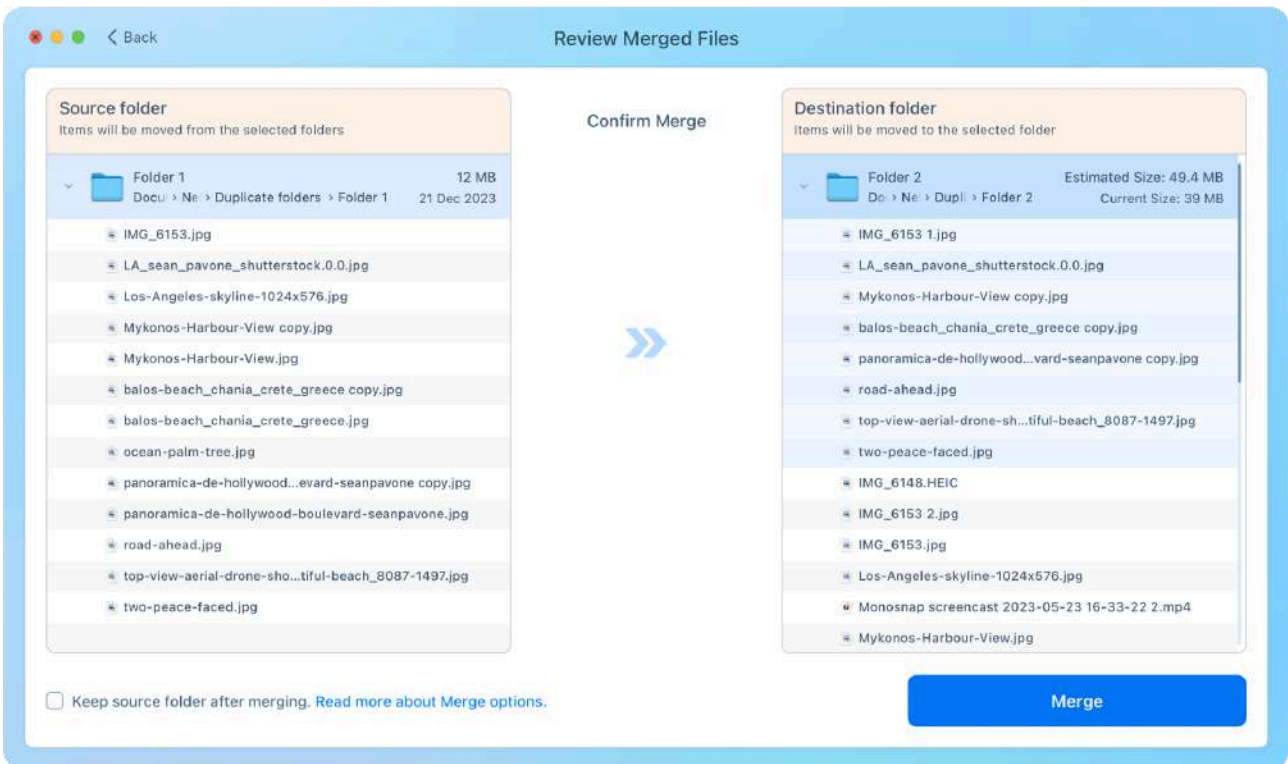 Back
Review Merged Files
Source folder
Items will be moved from the selected folders
Folder 1 12 MB
Docu › Ne › Duplicate folders › Folder 1 21 Dec 2023
IMG_6153.jpg
LA_sean_pavone_shutterstock.0.0.jpg
Los-Angeles-skyline-1024x576.jpg
Mykonos-Harbour-View copy.jpg
Mykonos-Harbour-View.jpg
balos-beach_chania_crete_greece copy.jpg
balos-beach_chania_crete_greece.jpg
ocean-palm-tree.jpg
panoramica-de-hollywood...evard-seanpavone copy.jpg
panoramica-de-hollywood-boulevard-seanpavone.jpg
road-ahead.jpg
top-view-aerial-drone-sho...tiful-beach_8087-1497.jpg
two-peace-faced.jpg
Confirm Merge
Destination folder
Items will be moved to the selected folder
Folder 2 Estimated Size: 49.4 MB
Do › Ne › Dupli › Folder 2 Current Size: 39 MB
IMG_6153 1.jpg
LA_sean_pavone_shutterstock.0.0.jpg
Mykonos-Harbour-View copy.jpg
balos-beach_chania_crete_greece copy.jpg
panoramica-de-hollywood...vard-seanpavone copy.jpg
road-ahead.jpg
top-view-aerial-drone-sh...tiful-beach_8087-1497.jpg
two-peace-faced.jpg
IMG_6148.HEIC
IMG_6153 2.jpg
IMG_6153.jpg
Los-Angeles-skyline-1024x576.jpg
Monosnap screencast 2023-05-23 16-33-22 2.mp4
Mykonos-Harbour-View.jpg
Keep source folder after merging. Read more about Merge options.
Merge